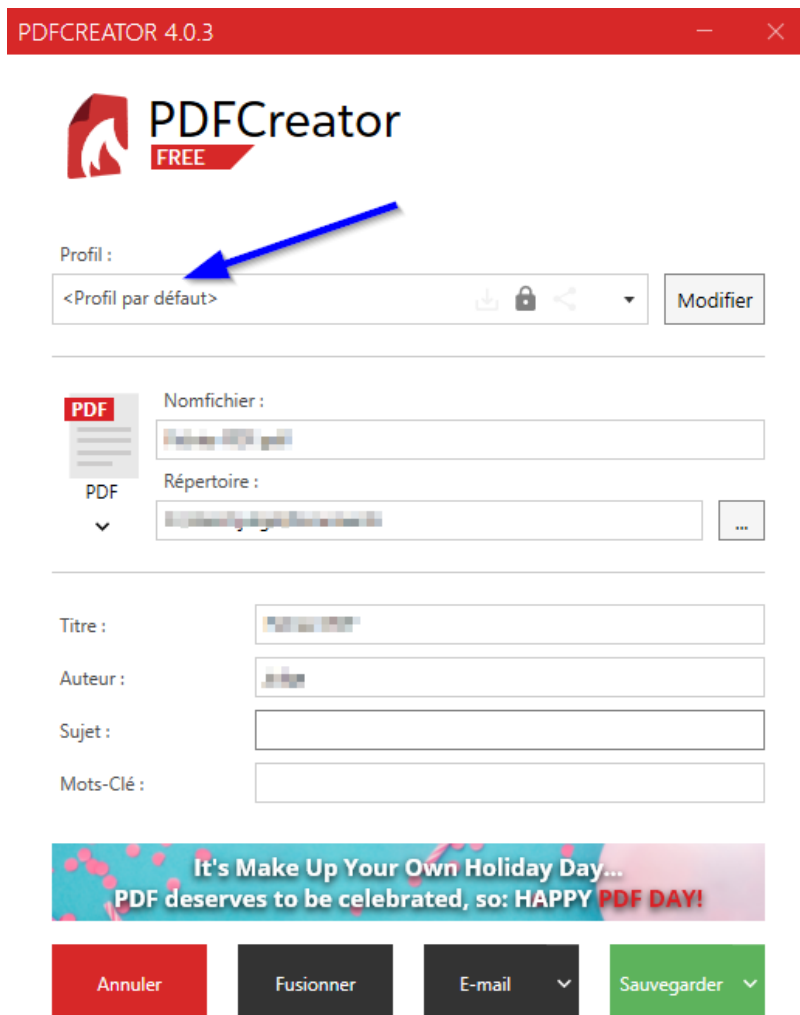 PDFCREATOR 4.0.3
PDFCreator
FREE
Profil :
<Profil par défaut>
Modifier
PDF
Nomfichier :
PDF
Répertoire :
...
Titre :
Auteur :
Sujet :
Mots-Clé :
It's Make Up Your Own Holiday Day...
PDF deserves to be celebrated, so: HAPPY PDF DAY!
Annuler
Fusionner
E-mail
Sauvegarder